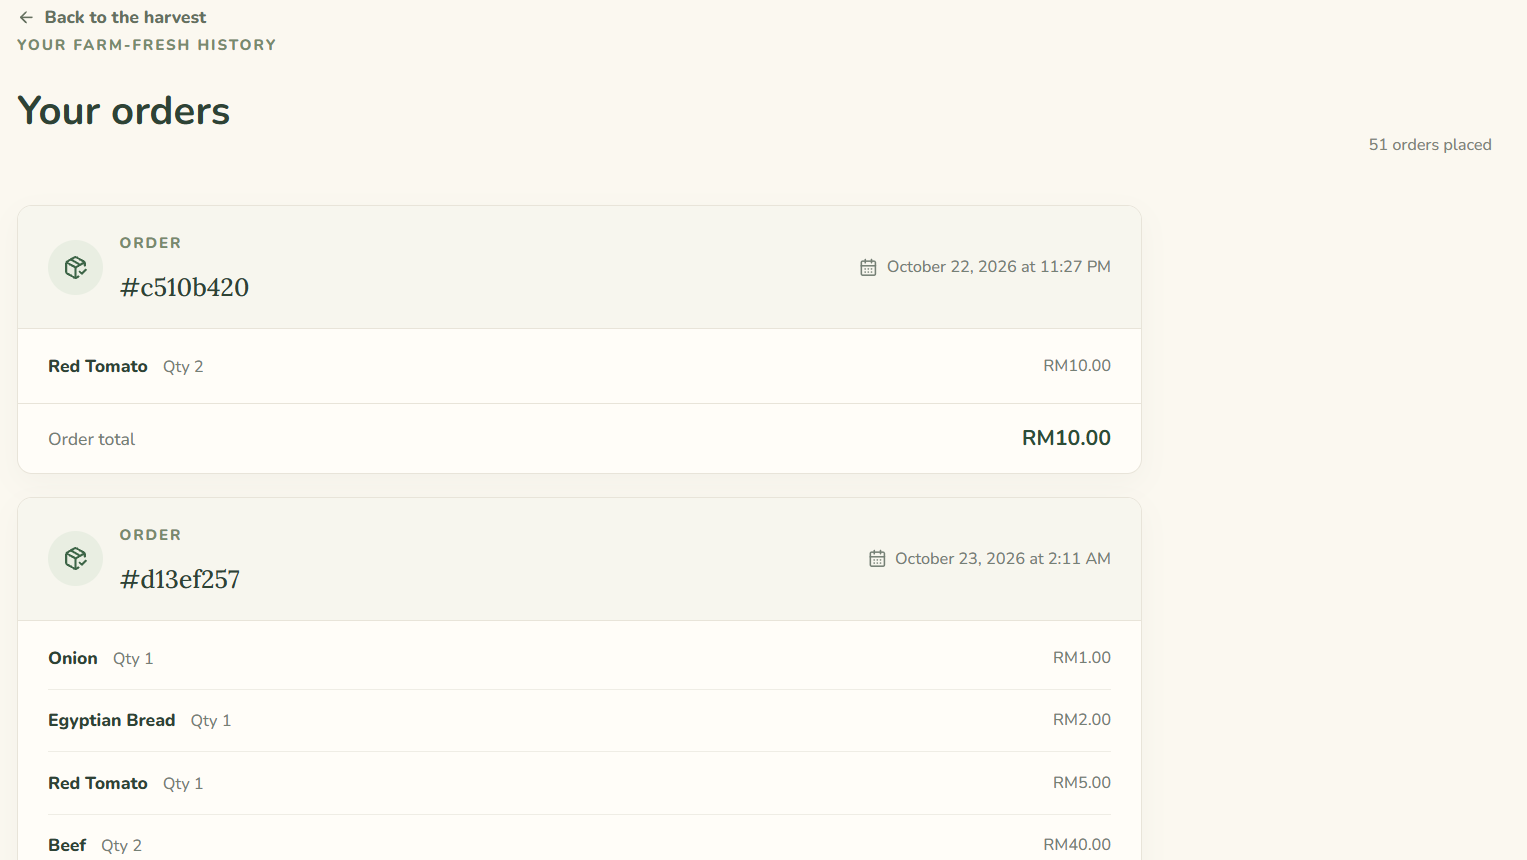 Back to the harvest
YOUR FARM-FRESH HISTORY
Your orders
51 orders placed
ORDER
#c510b420
October 22, 2026 at 11:27 PM
Red Tomato Qty 2 RM10.00
Order total RM10.00
ORDER
#d13ef257
October 23, 2026 at 2:11 AM
Onion Qty 1 RM1.00
Egyptian Bread Qty 1 RM2.00
Red Tomato Qty 1 RM5.00
Beef Qty 2 RM40.00